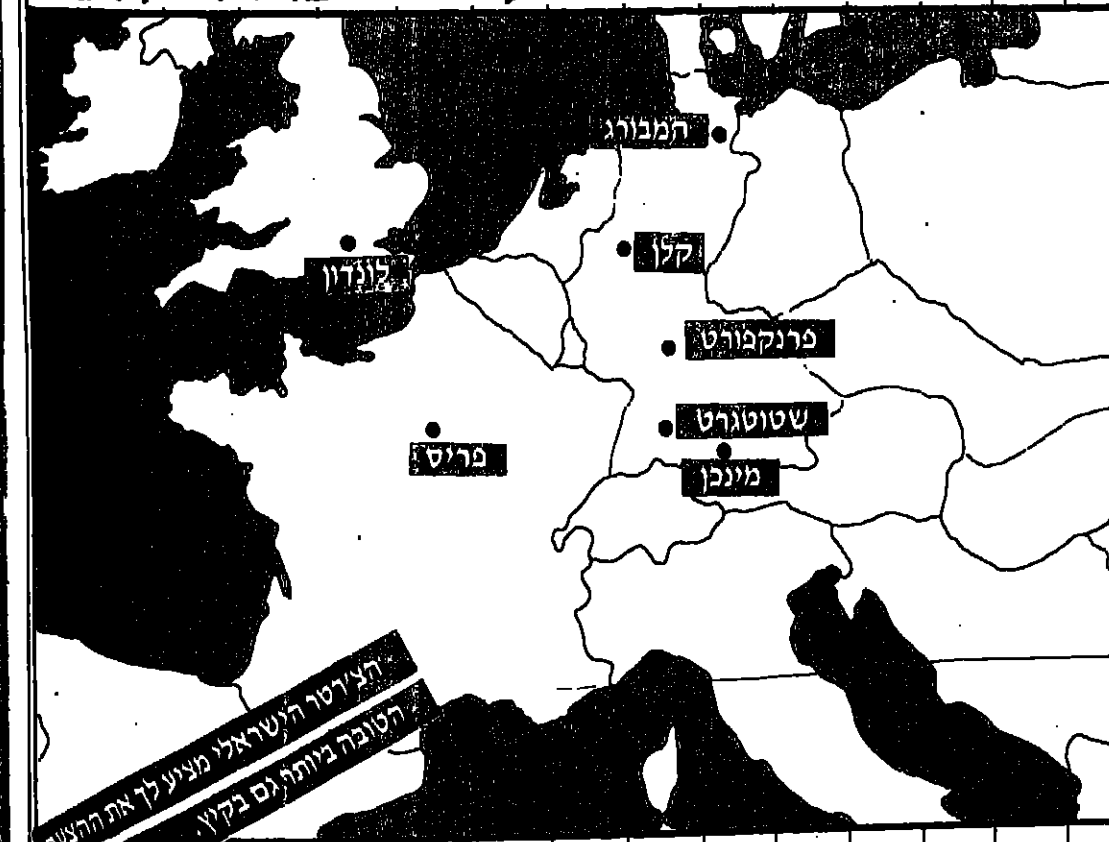 המבורג
לונדון
קלן
פרנקפורט
שטוטגרט
פריס
מינכן
הצ'רטר הישראלי מציע לך את
הטובה ביותר גם בקיץ.